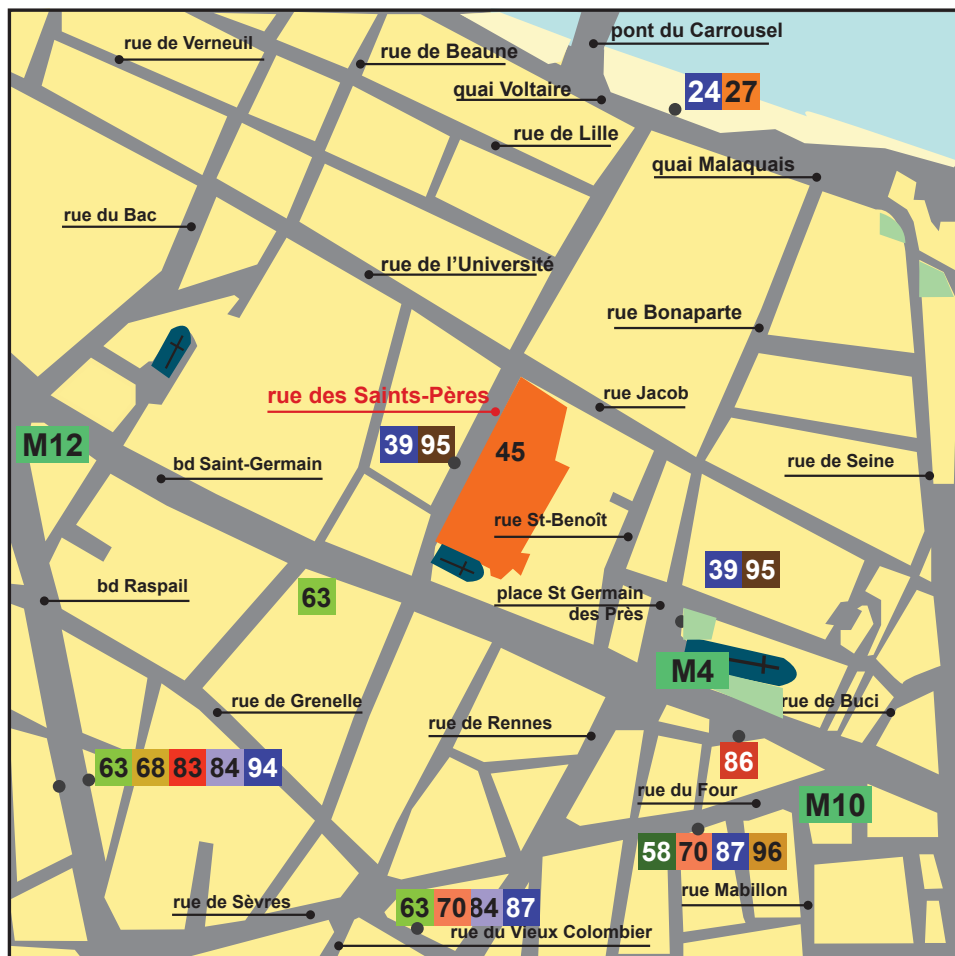 pont du Carrousel
rue de Verneuil
rue de Beaune
quai Voltaire
24 27
rue de Lille
quai Malaquais
rue du Bac
rue de l’Université
rue Bonaparte
rue des Saints-Pères
rue Jacob
M12
39 95
45
bd Saint-Germain
rue de Seine
rue St-Benoît
39 95
bd Raspail
63
place St Germain
des Près
M4
rue de Grenelle
rue de Rennes
rue de Buci
63 68 83 84 94
86
rue du Four
M10
58 70 87 96
rue Mabillon
rue de Sèvres
63 70 84 87
rue du Vieux Colombier